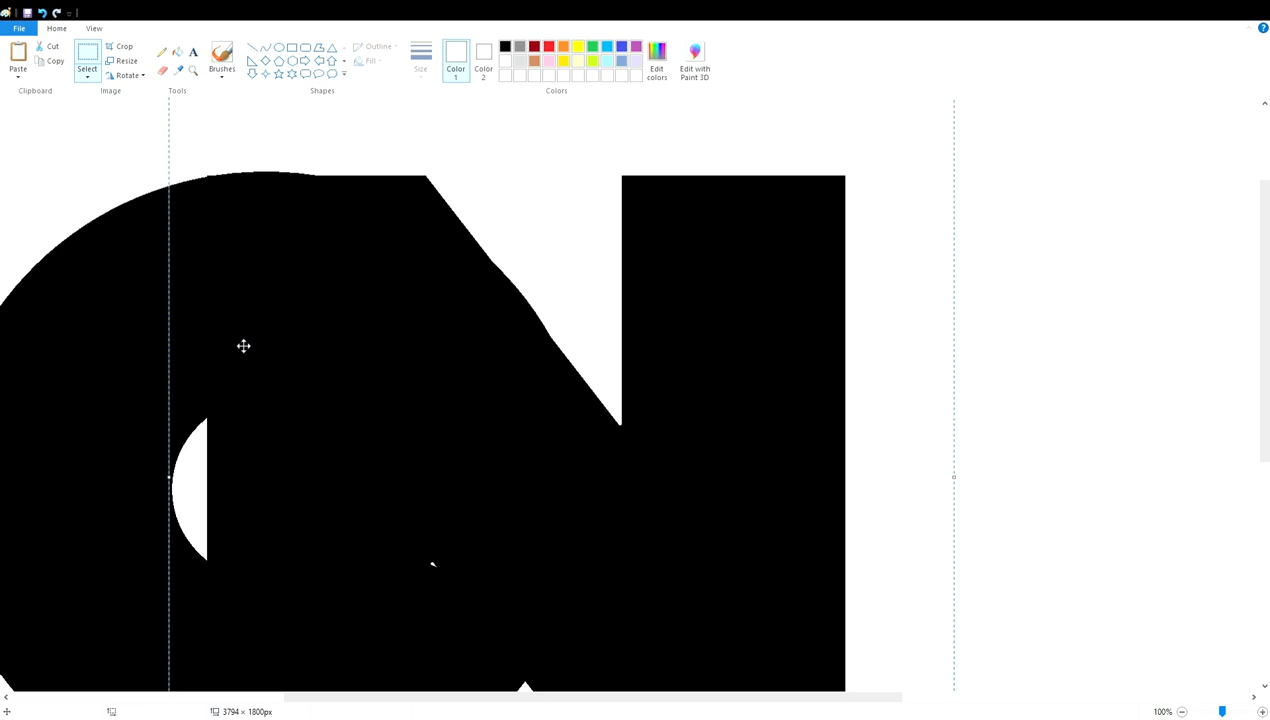 File Home View
Paste Cut Copy Select Crop Resize Rotate A Brushes Outline Fill Size Color 1 Color 2 Edit colors Edit with Paint 3D
Clipboard Image Tools Shapes Colors
3794 × 1800px 100%